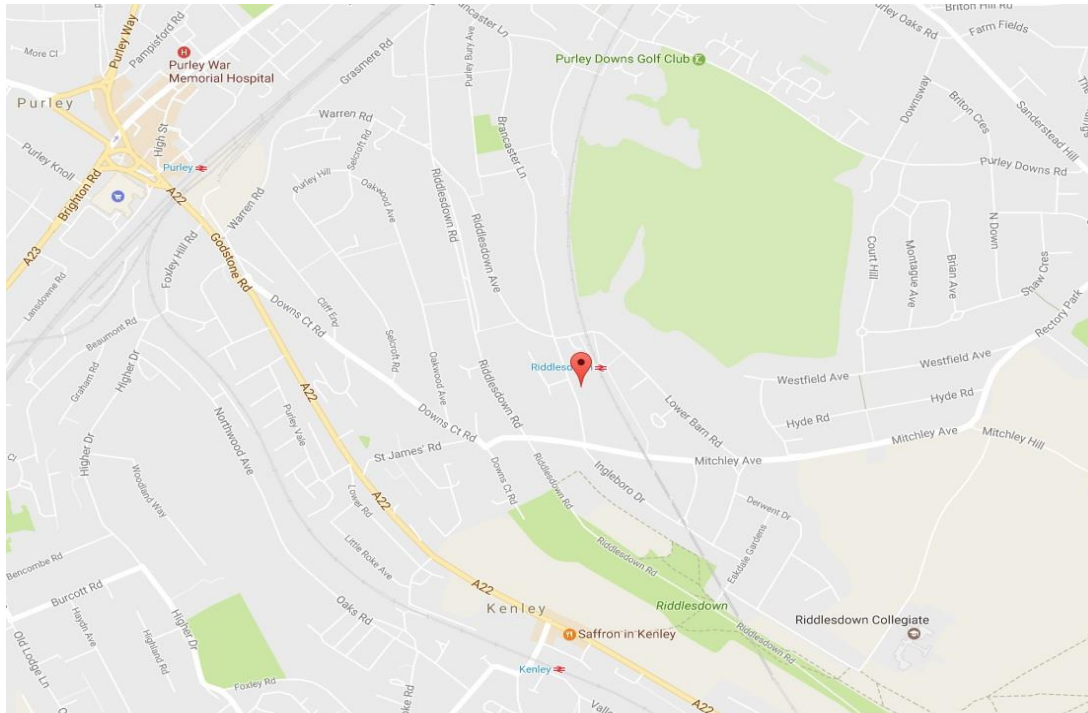 Briton Hill Rd
Purley Oaks Rd
Farm Fields
Brancaster Ln
Pampisford Rd
Purley Way
More Cl
Purley War
Memorial Hospital
Grasmere Rd
Purley Bury Ave
Purley Downs Golf Club
Downsway
Briton Cres
Sanderstead Hill
Purley
High St
Warren Rd
Selcroft Rd
Brancaster Ln
Purley Downs Rd
Purley Knoll
Purley
Purley Hill
Oakwood Ave
Riddlesdown Rd
Brighton Rd
A22
Warren Rd
Riddlesdown Ave
N Down
A23
Foxley Hill Rd
Godstone Rd
Court Hill
Montague Ave
Brian Ave
Shaw Cres
Lansdowne Rd
Downs Ct Rd
Cliff End
Rectory Park
Beaumont Rd
Selcroft Rd
Oakwood Ave
Riddlesdown Rd
Westfield Ave
Westfield Ave
Graham Rd
Higher Dr
A22
Lower Barn Rd
Hyde Rd
Hyde Rd
Northwood Ave
Purley Vale
Downs Ct Rd
Mitchley Ave
Mitchley Hill
Higher Dr
St James' Rd
Mitchley Ave
Cl
Woodland Way
A22
Lower Rd
Downs Ct Rd
Riddlesdown Rd
Ingleboro Dr
Derwent Dr
Little Roke Ave
Eskdale Gardens
Bencombe Rd
Riddlesdown Rd
Burcott Rd
A22
Oaks Rd
Kenley
Riddlesdown
Haydn Ave
Highland Rd
Higher Dr
Saffron in Kenley
Riddlesdown Rd
Riddlesdown Collegiate
Old Lodge Ln
Kenley
Foxley Rd
A22